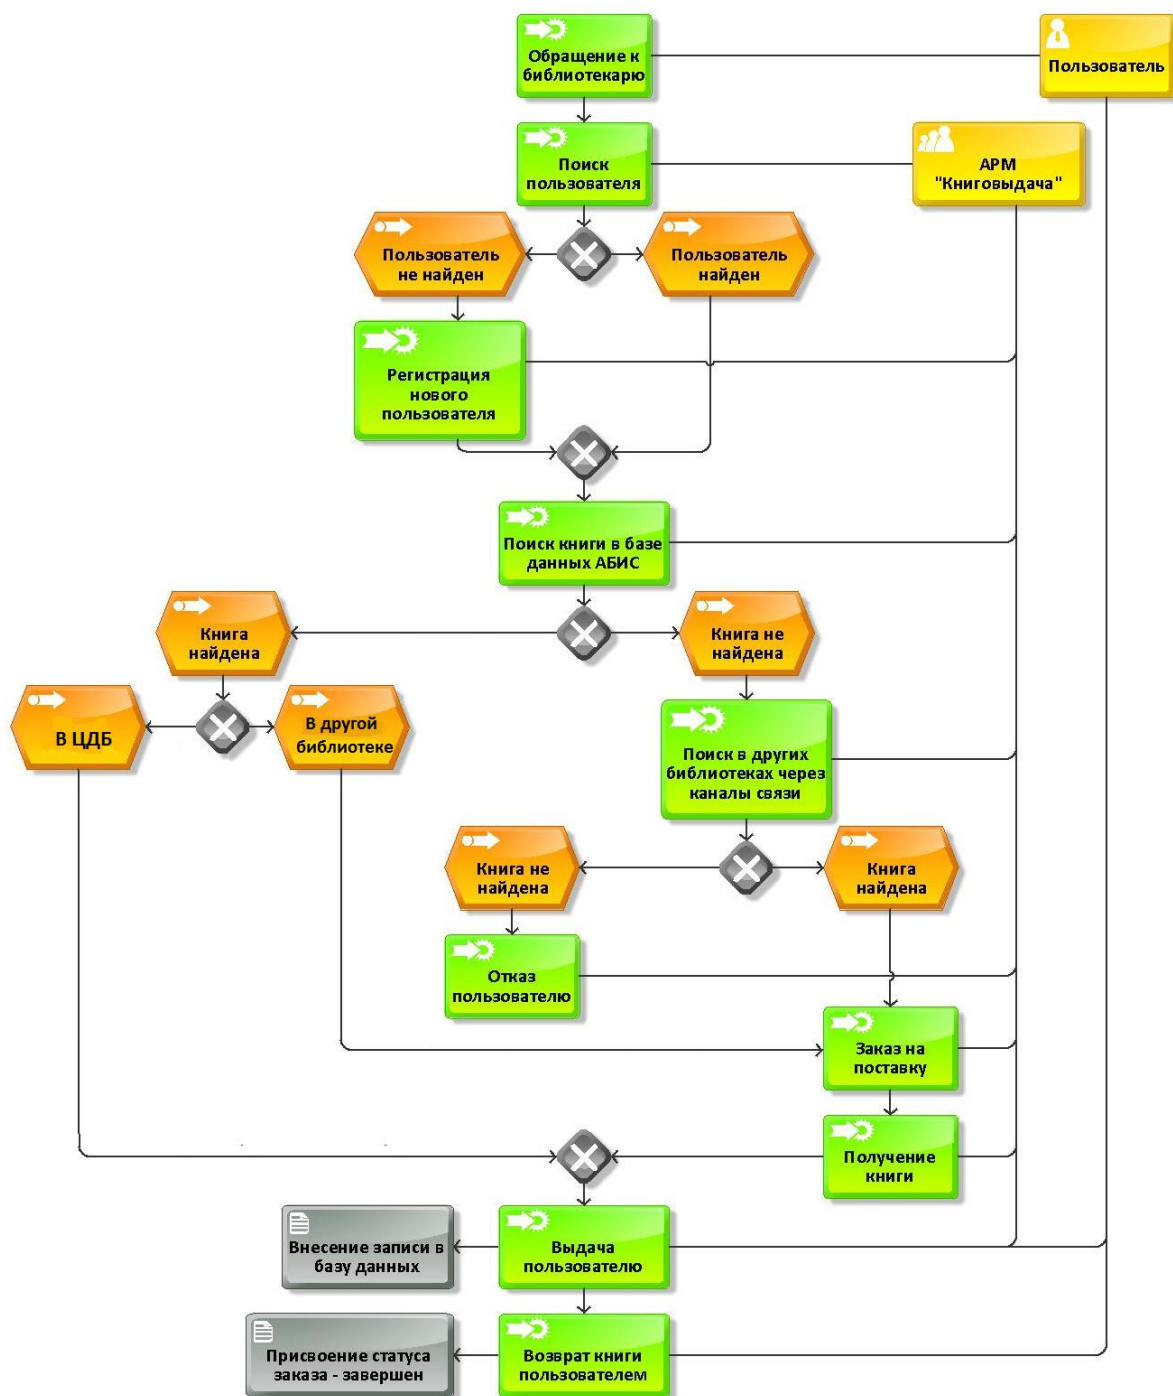 Обращение к
библиотекарю
Пользователь
Поиск
пользователя
АРМ
"Книговыдача"
Пользователь
не найден
Пользователь
найден
Регистрация
нового
пользователя
Поиск книги в базе
данных АБИС
Книга
найдена
Книга не
найдена
В ЦДБ
В другой
библиотеке
Поиск в других
библиотеках через
каналы связи
Книга не
найдена
Книга
найдена
Отказ
пользователю
Заказ на
поставку
Получение
книги
Внесение записи в
базу данных
Выдача
пользователю
Присвоение статуса
заказа - завершен
Возврат книги
пользователем